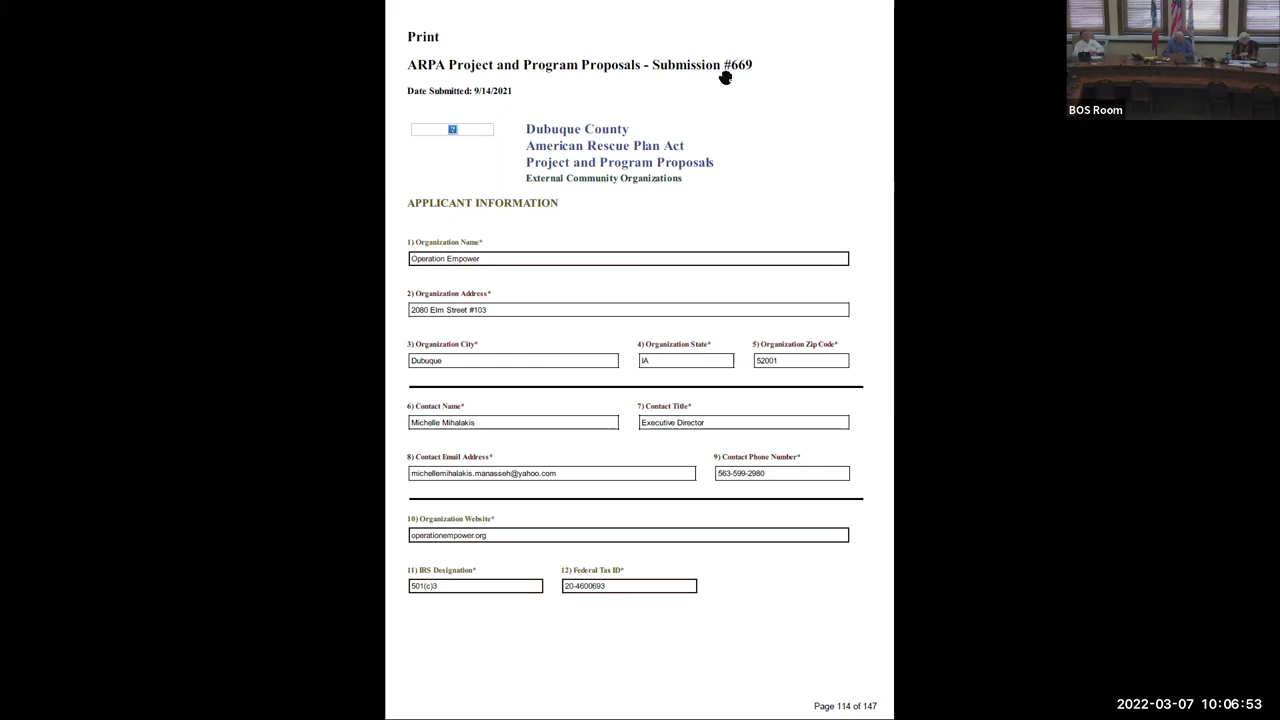 Print
ARPA Project and Program Proposals - Submission #669
Date Submitted: 9/14/2021
Dubuque County
American Rescue Plan Act
Project and Program Proposals
External Community Organizations
APPLICANT INFORMATION
1) Organization Name*
Operation Empower
2) Organization Address*
2080 Elm Street #103
3) Organization City* 4) Organization State* 5) Organization Zip Code*
Dubuque IA 52001
6) Contact Name* 7) Contact Title*
Michelle Mihalakis Executive Director
8) Contact Email Address* 9) Contact Phone Number*
michellemihalakis.manasseh@yahoo.com 563-599-2980
10) Organization Website*
operationempower.org
11) IRS Designation* 12) Federal Tax ID*
501(c)3 20-4600693
Page 114 of 147
BOS Room
2022-03-07 10:06:53